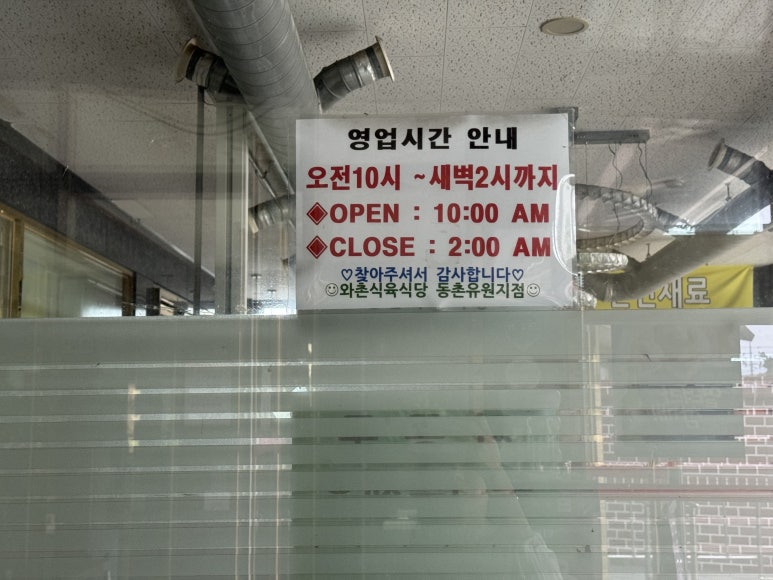 영업시간 안내
오전10시 ~새벽2시까지
◈OPEN : 10:00 AM
◈CLOSE : 2:00 AM
♡찾아주셔서 감사합니다♡
☺와촌식육식당 동촌유원지점☺
재료